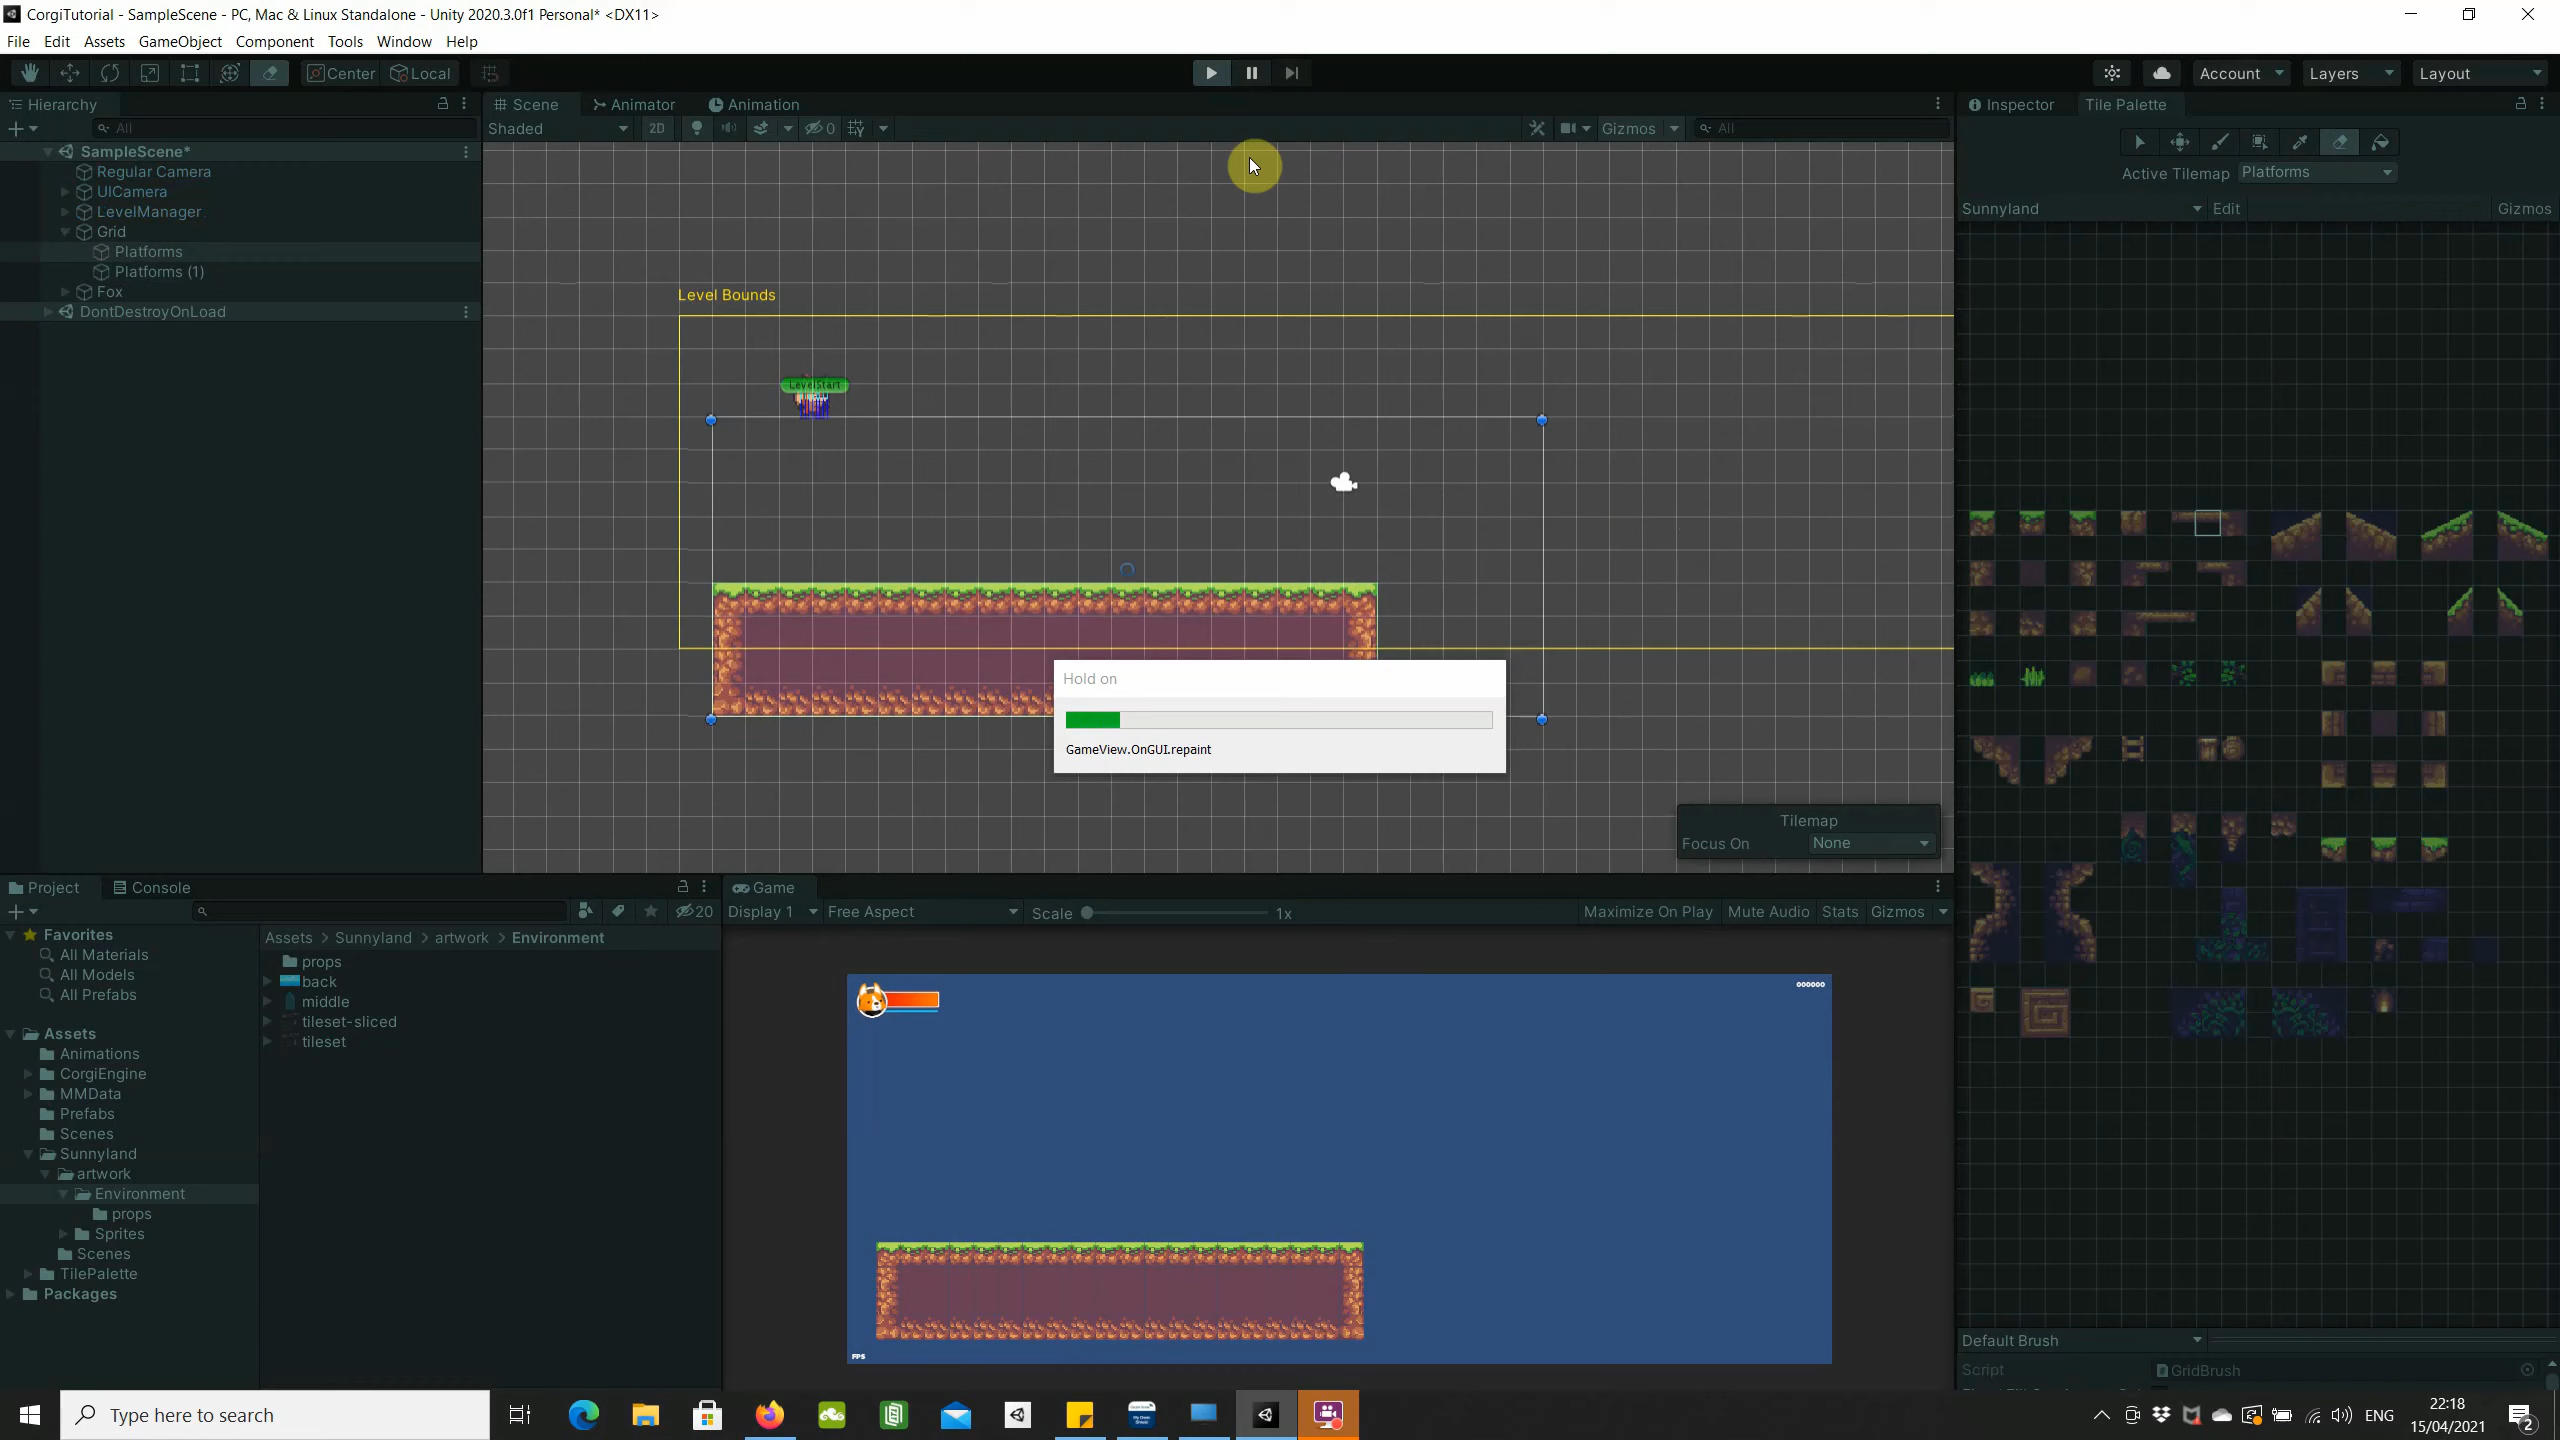 CorgiTutorial - SampleScene - PC, Mac & Linux Standalone - Unity 2020.3.0f1 Personal* <DX11>
File Edit Assets GameObject Component Tools Window Help
Center Local Account Layers Layout
Hierarchy
All
SampleScene*
Regular Camera
UICamera
LevelManager
Grid
Platforms
Platforms (1)
Fox
DontDestroyOnLoad
Scene Animator Animation
Shaded 2D 0 Gizmos All
Level Bounds
LevelStart
Hold on
GameView.OnGUI.repaint
Tilemap
Focus On None
Inspector Tile Palette
Active Tilemap Platforms
Sunnyland Edit Gizmos
Default Brush
Script GridBrush
Project Console
20
Favorites
All Materials
All Models
All Prefabs
Assets
Animations
CorgiEngine
MMData
Prefabs
Scenes
Sunnyland
artwork
Environment
props
Sprites
Scenes
TilePalette
Packages
Assets > Sunnyland > artwork > Environment
props
back
middle
tileset-sliced
tileset
Game
Display 1 Free Aspect Scale 1x Maximize On Play Mute Audio Stats Gizmos
000000
FPS
Type here to search
ENG
22:18
15/04/2021
2